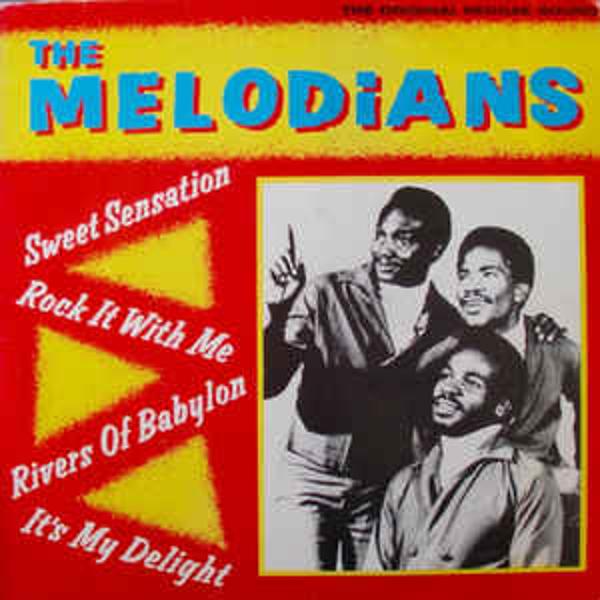 THE ORIGINAL REGGAE SOUND
THE
MELODiANS
Sweet Sensation
Rock It With Me
Rivers Of Babylon
It's My Delight